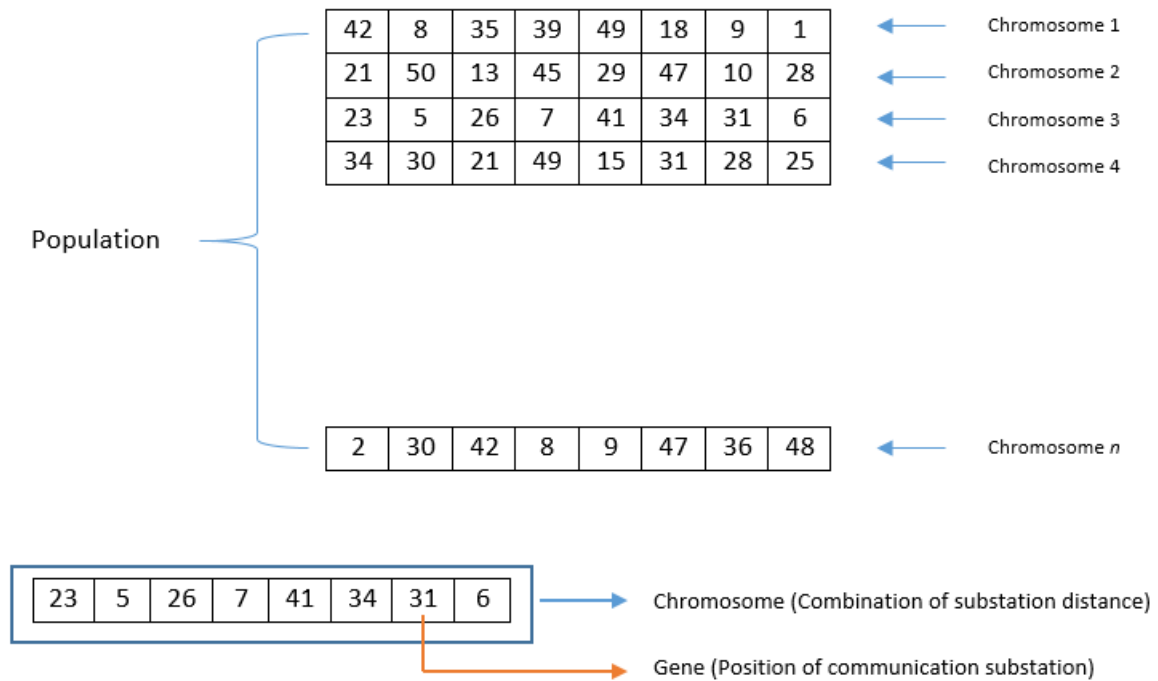 42 8 35 39 49 18 9 1 Chromosome 1
21 50 13 45 29 47 10 28 Chromosome 2
23 5 26 7 41 34 31 6 Chromosome 3
34 30 21 49 15 31 28 25 Chromosome 4
Population
2 30 42 8 9 47 36 48 Chromosome n
23 5 26 7 41 34 31 6 Chromosome (Combination of substation distance)
Gene (Position of communication substation)